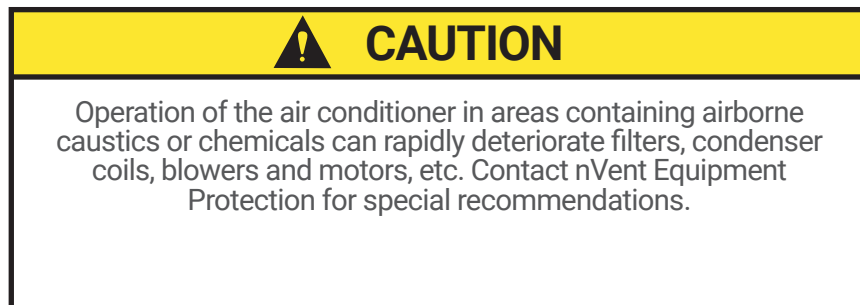 CAUTION
Operation of the air conditioner in areas containing airborne
caustics or chemicals can rapidly deteriorate filters, condenser
coils, blowers and motors, etc. Contact nVent Equipment
Protection for special recommendations.